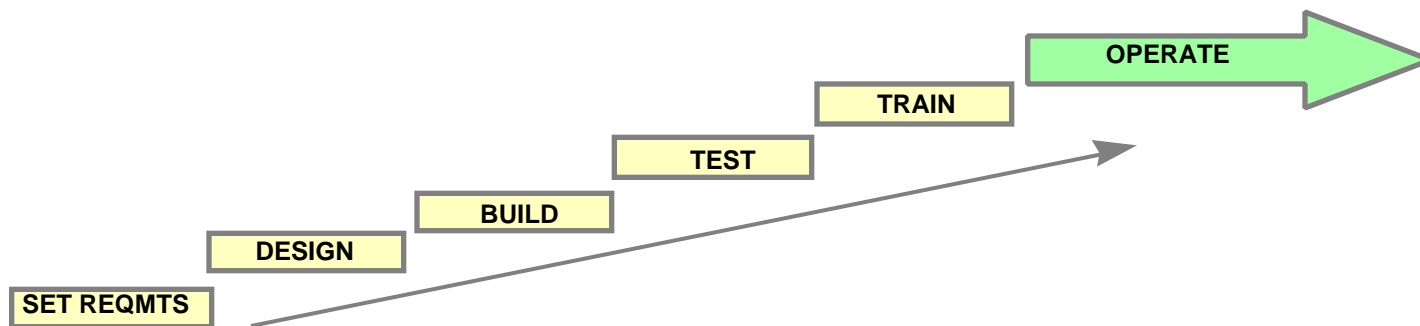 OPERATE
TRAIN
TEST
BUILD
DESIGN
SET REQMTS